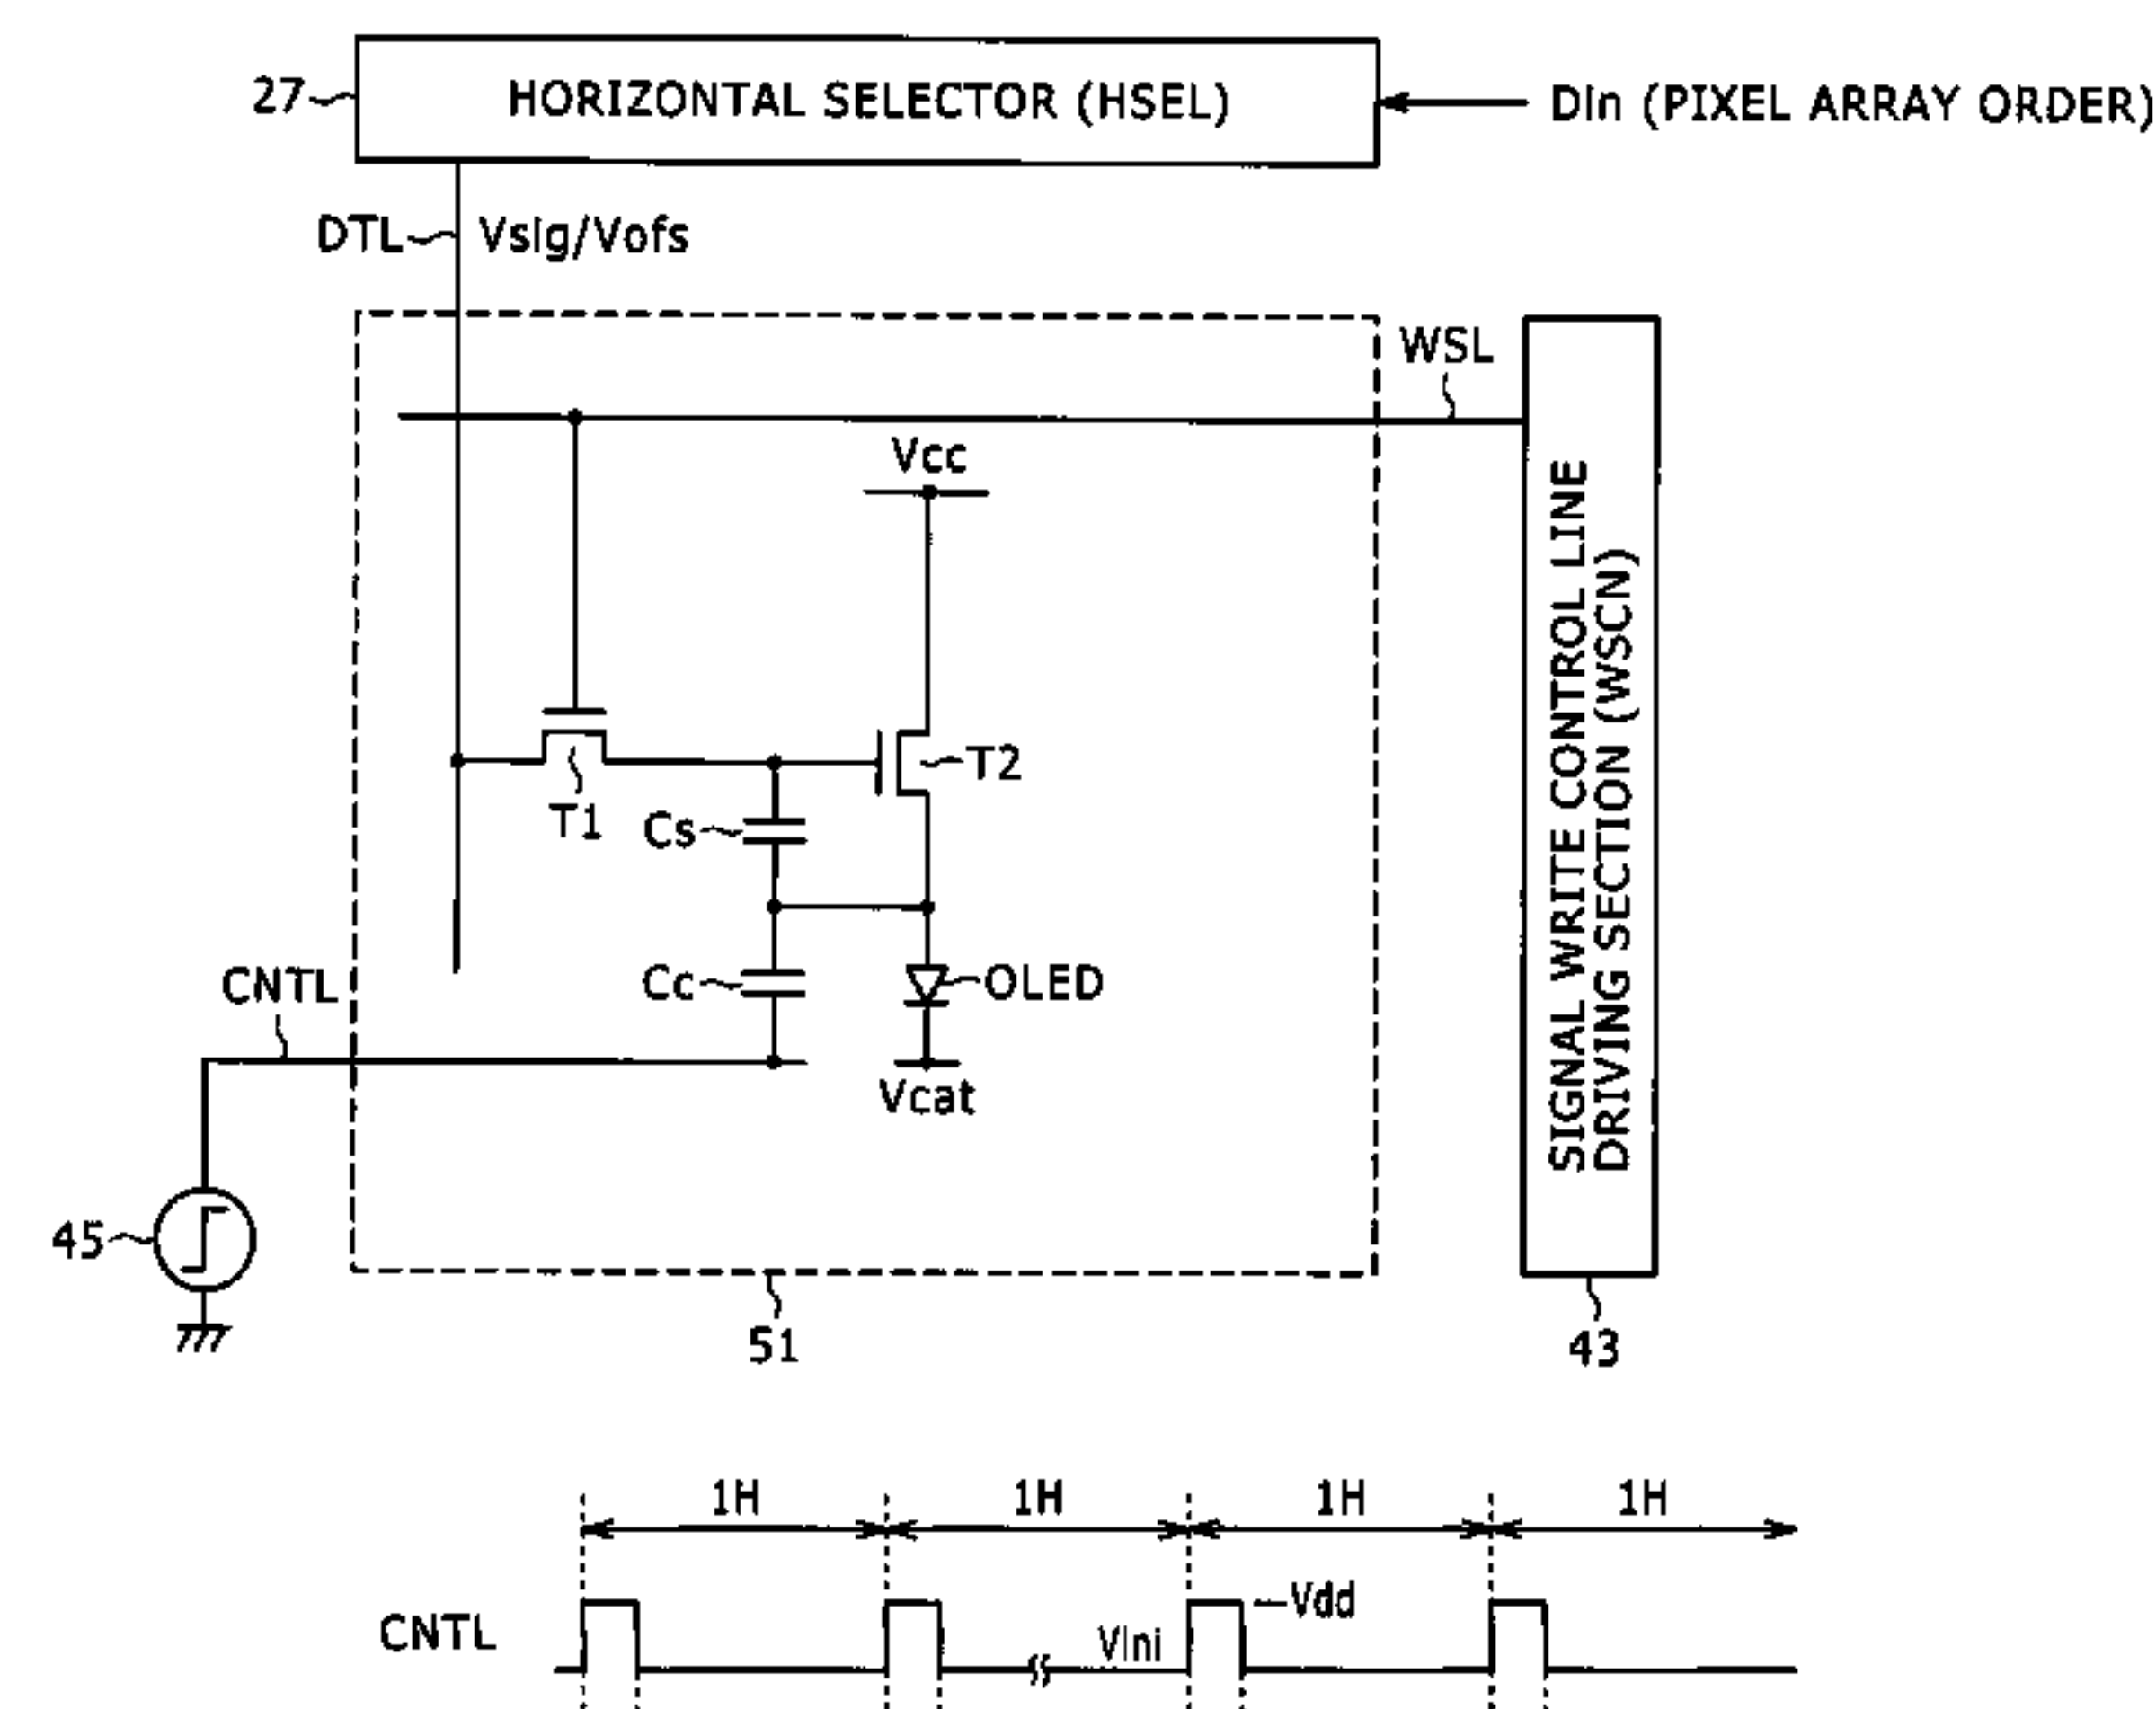 27
HORIZONTAL SELECTOR (HSEL)
Din (PIXEL ARRAY ORDER)
DTL
Vsig/Vofs
WSL
Vcc
T1
T2
Cs
Cc
OLED
CNTL
Vcat
45
51
SIGNAL WRITE CONTROL LINE
DRIVING SECTION (WSCN)
43
1H 1H 1H 1H
CNTL
Vini
Vdd